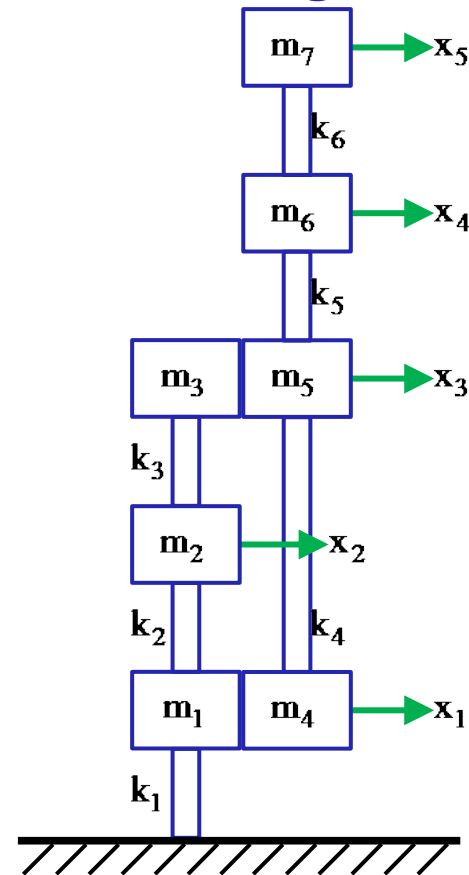 m₇ x₅
k₆
m₆ x₄
k₅
m₃ m₅ x₃
k₃
m₂ x₂
k₂ k₄
m₁ m₄ x₁
k₁